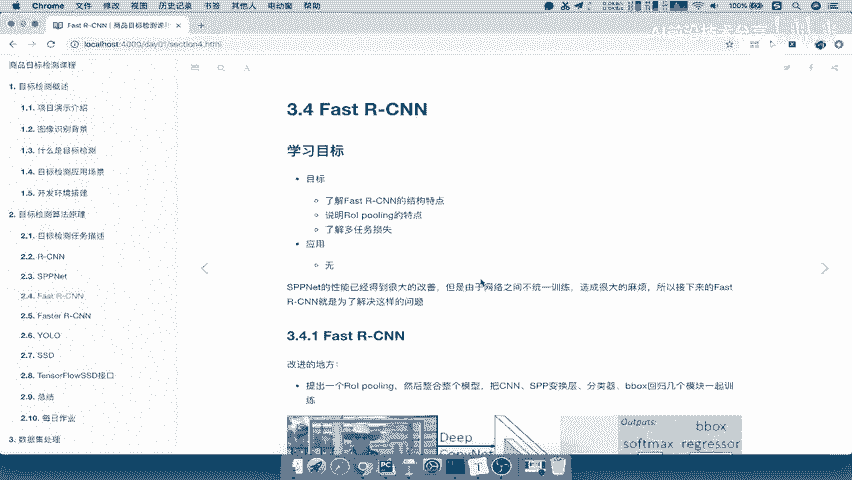 Chrome 文件 修改 视图 历史记录 书签 其他人 电动窗 帮助
100%
Fast R-CNN | 商品目标检测课
localhost:4000/day01/section4.html
商品目标检测课程
1. 目标检测概述
1.1. 项目演示介绍
1.2. 图像识别背景
1.3. 什么是目标检测
1.4. 目标检测应用场景
1.5. 开发环境搭建
2. 目标检测算法原理
2.1. 目标检测任务描述
2.2. R-CNN
2.3. SPPNet
2.4. Fast R-CNN
2.5. Faster R-CNN
2.6. YOLO
2.7. SSD
2.8. TensorFlowSSD接口
2.9. 总结
2.10. 每日作业
3. 数据集处理
3.4 Fast R-CNN
学习目标
目标
了解Fast R-CNN的结构特点
说明RoI pooling的特点
了解多任务损失
应用
无
SPPNet的性能已经得到很大的改善，但是由于网络之间不统一训练，造成很大的麻烦，所以接下来的Fast
R-CNN就是为了解决这样的问题
3.4.1 Fast R-CNN
改进的地方：
提出一个RoI pooling，然后整合整个模型，把CNN、SPP变换层、分类器、bbox回归几个模块一起训
练
Deep
ConvNet
Outputs:
bbox
softmax regressor